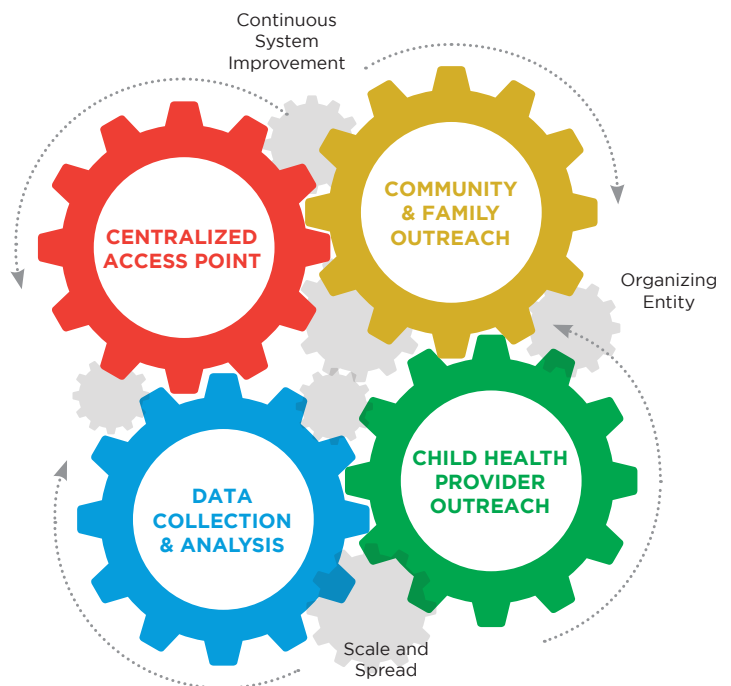 Continuous
System
Improvement
COMMUNITY
& FAMILY
OUTREACH
CENTRALIZED
ACCESS POINT
Organizing
Entity
CHILD HEALTH
PROVIDER
OUTREACH
DATA
COLLECTION
& ANALYSIS
Scale and
Spread